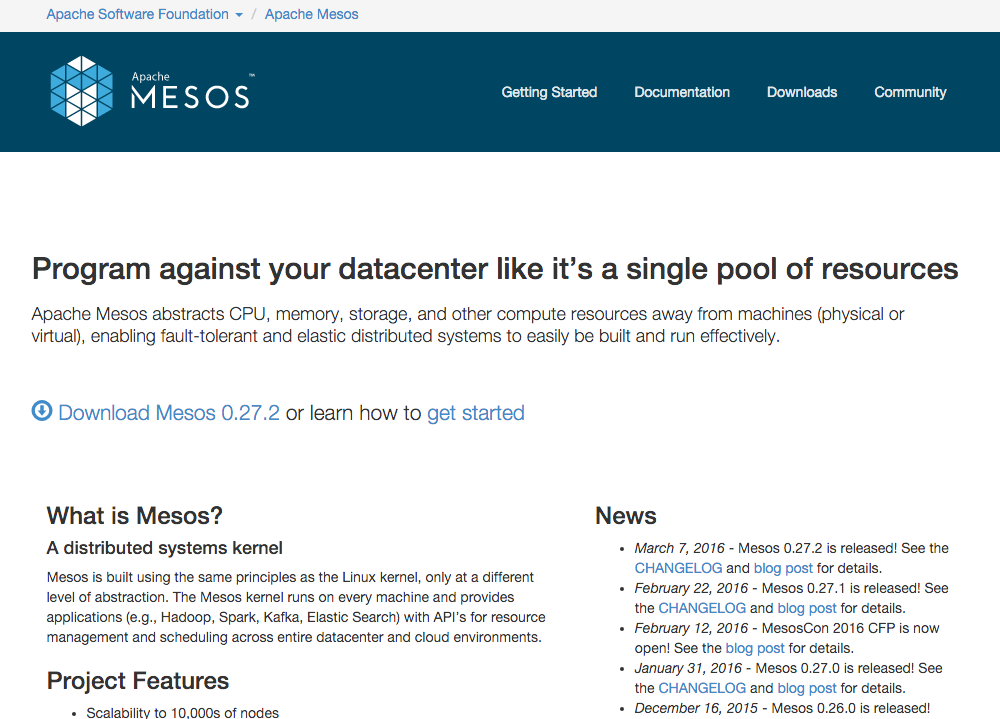 Apache Software Foundation / Apache Mesos
Apache
MESOS™
Getting Started Documentation Downloads Community
Program against your datacenter like it’s a single pool of resources
Apache Mesos abstracts CPU, memory, storage, and other compute resources away from machines (physical or
virtual), enabling fault-tolerant and elastic distributed systems to easily be built and run effectively.
Download Mesos 0.27.2 or learn how to get started
What is Mesos?
A distributed systems kernel
Mesos is built using the same principles as the Linux kernel, only at a different
level of abstraction. The Mesos kernel runs on every machine and provides
applications (e.g., Hadoop, Spark, Kafka, Elastic Search) with API’s for resource
management and scheduling across entire datacenter and cloud environments.
Project Features
• Scalability to 10,000s of nodes
News
• March 7, 2016 - Mesos 0.27.2 is released! See the
CHANGELOG and blog post for details.
• February 22, 2016 - Mesos 0.27.1 is released! See
the CHANGELOG and blog post for details.
• February 12, 2016 - MesosCon 2016 CFP is now
open! See the blog post for details.
• January 31, 2016 - Mesos 0.27.0 is released! See
the CHANGELOG and blog post for details.
• December 16, 2015 - Mesos 0.26.0 is released!